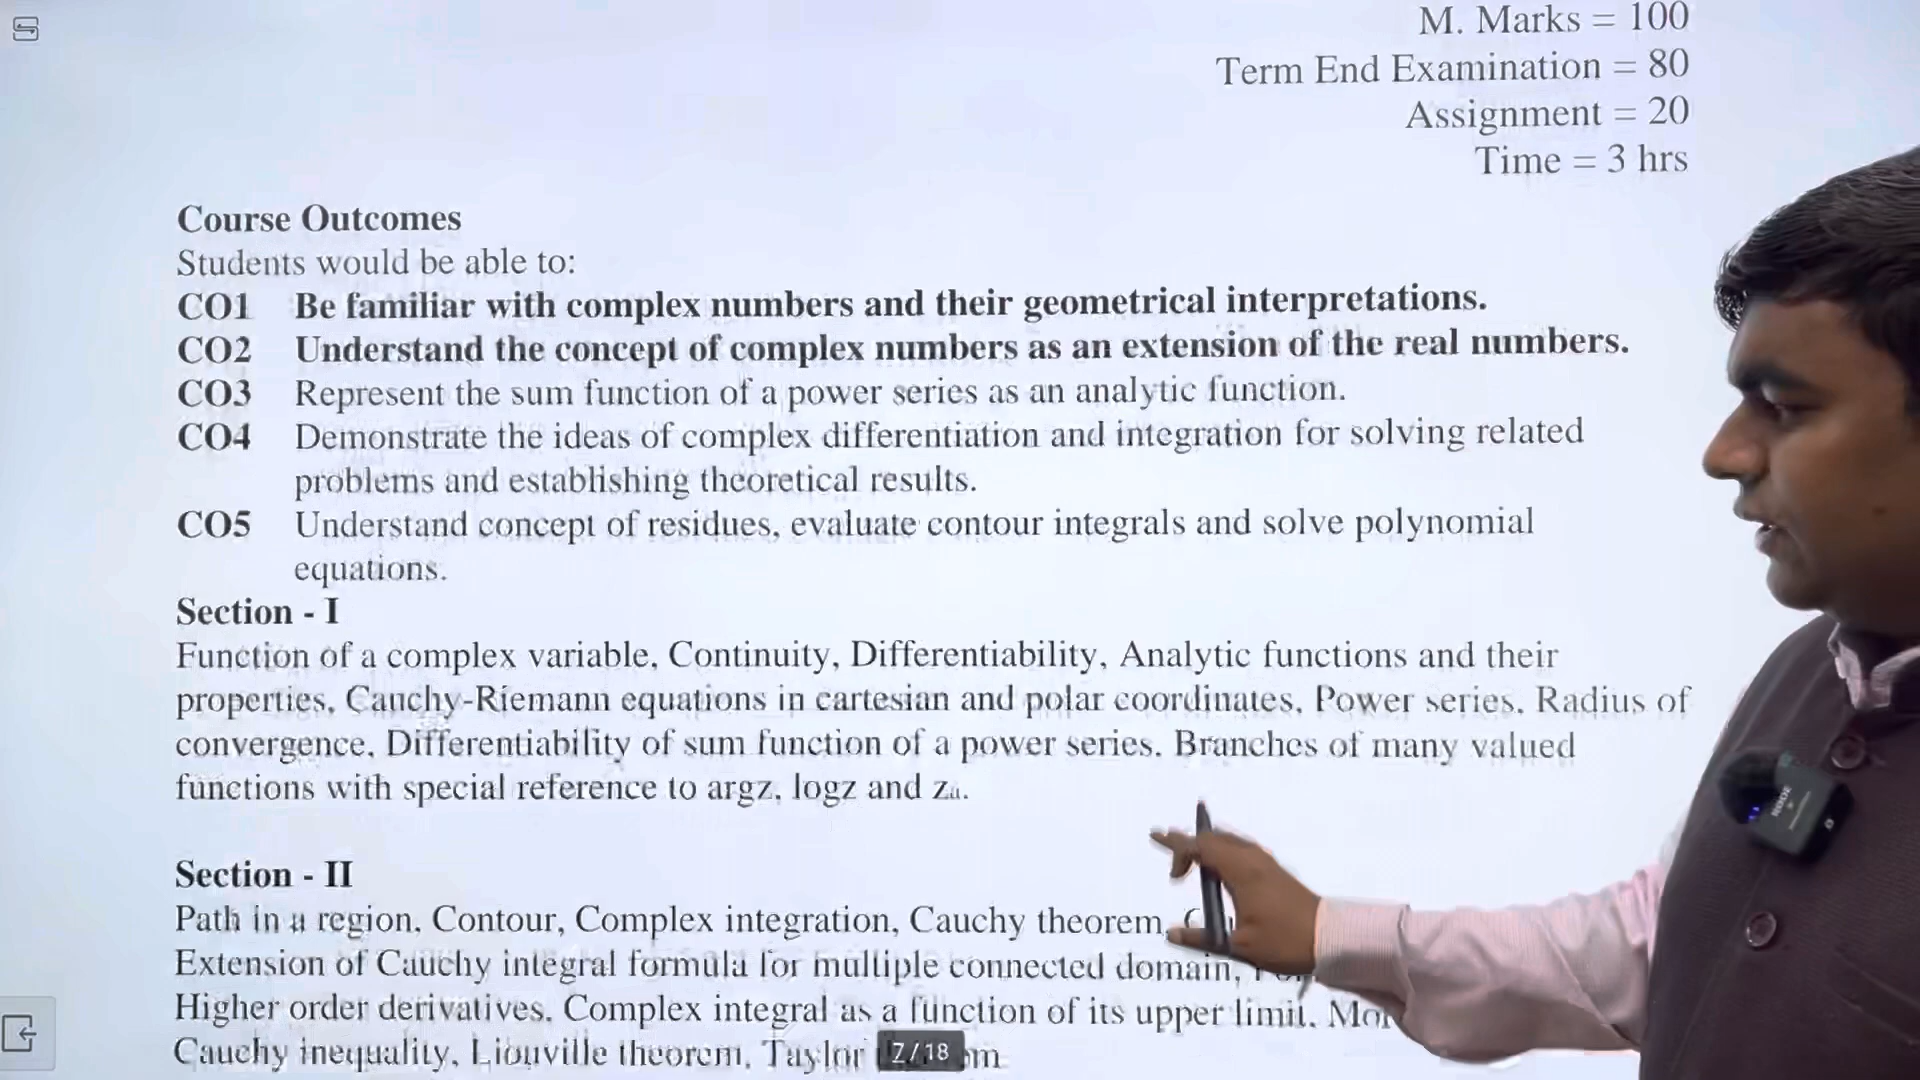 M. Marks = 100
Term End Examination = 80
Assignment = 20
Time = 3 hrs
Course Outcomes
Students would be able to:
CO1 Be familiar with complex numbers and their geometrical interpretations.
CO2 Understand the concept of complex numbers as an extension of the real numbers.
CO3 Represent the sum function of a power series as an analytic function.
CO4 Demonstrate the ideas of complex differentiation and integration for solving related
problems and establishing theoretical results.
CO5 Understand concept of residues, evaluate contour integrals and solve polynomial
equations.
Section - I
Function of a complex variable, Continuity, Differentiability, Analytic functions and their
properties, Cauchy-Riemann equations in cartesian and polar coordinates, Power series, Radius of
convergence, Differentiability of sum function of a power series. Branches of many valued
functions with special reference to argz, logz and za.
Section - II
Path in a region, Contour, Complex integration, Cauchy theorem,
Extension of Cauchy integral formula for multiple connected domain,
Higher order derivatives, Complex integral as a function of its upper limit,
Cauchy inequality, Liouville theorem, Taylor
7/18
RODE